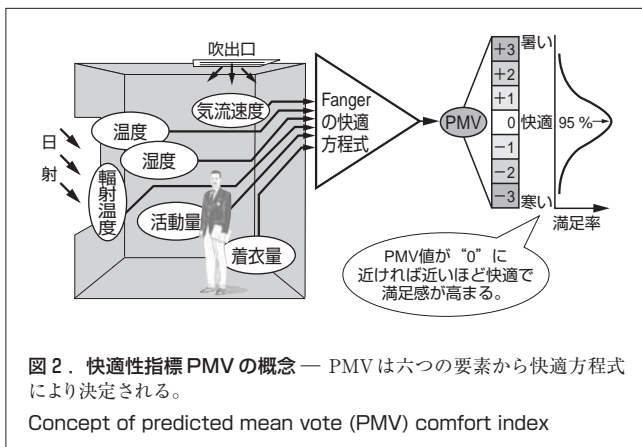 吹出口
気流速度
温度
湿度
日
射
輻射温度
活動量
着衣量
Fanger
の快適
方程式
PMV
+3
+2
+1
0
−1
−2
−3
暑い
快適
寒い
95 %→
満足率
PMV値が“0”に
近ければ近いほど快適で
満足感が高まる。
図2．快適性指標PMVの概念 — PMVは六つの要素から快適方程式
により決定される。
Concept of predicted mean vote (PMV) comfort index